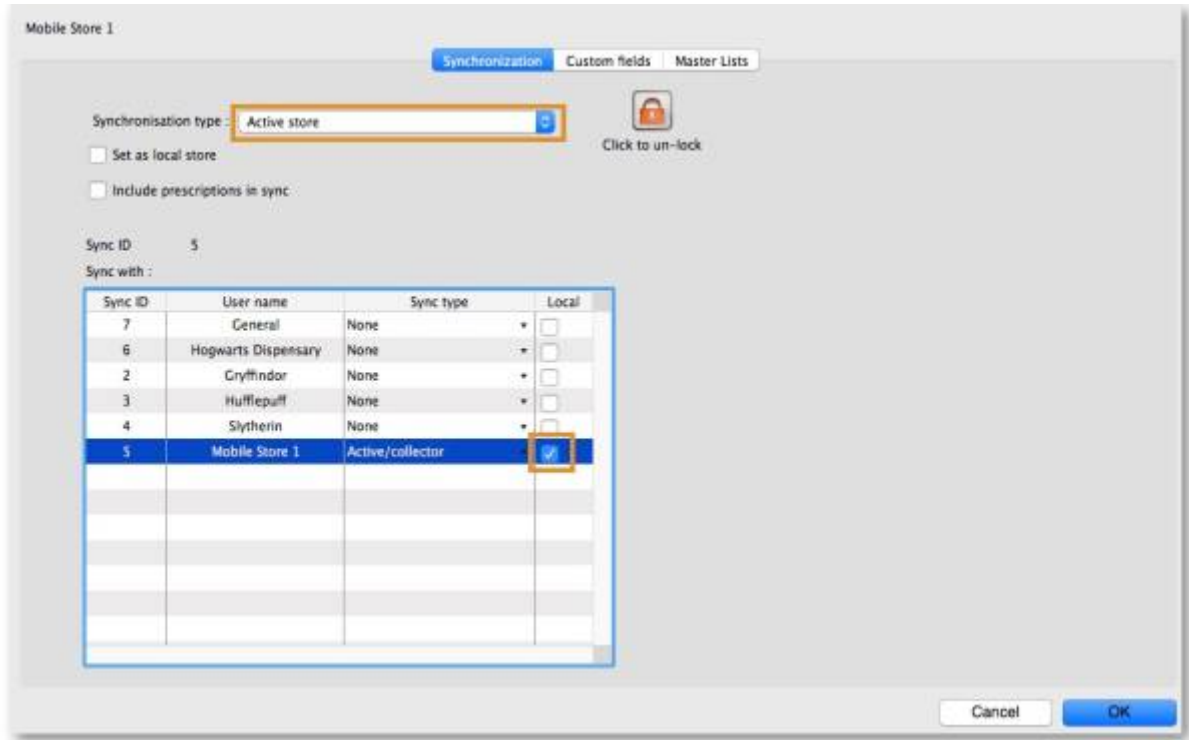 Mobile Store 1
Synchronization Custom fields Master Lists
Synchronisation type : Active store
Click to un-lock
Set as local store
Include prescriptions in sync
Sync ID 5
Sync with :
Sync ID User name Sync type Local
7 General None
6 Hogwarts Dispensary None
2 Gryffindor None
3 Hufflepuff None
4 Slytherin None
5 Mobile Store 1 Active/collector
Cancel OK